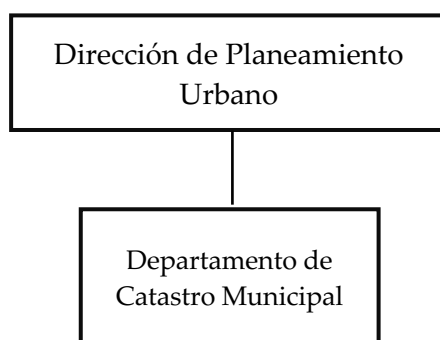 Dirección de Planeamiento
Urbano
Departamento de
Catastro Municipal